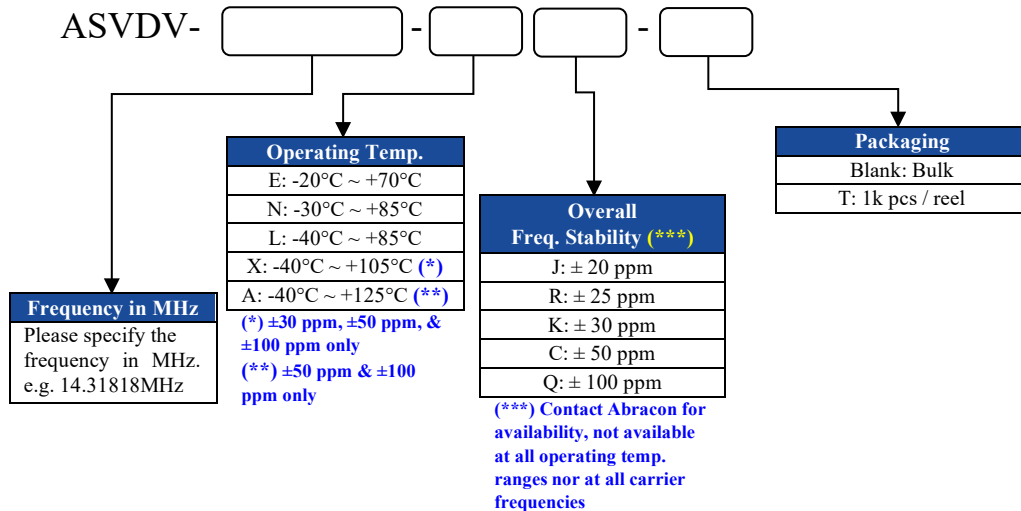 ASVDV- - -
Frequency in MHz
Please specify the
frequency in MHz.
e.g. 14.31818MHz
Operating Temp.
E: -20°C ~ +70°C
N: -30°C ~ +85°C
L: -40°C ~ +85°C
X: -40°C ~ +105°C (*)
A: -40°C ~ +125°C (**)
(*) ±30 ppm, ±50 ppm, &
±100 ppm only
(**) ±50 ppm & ±100
ppm only
Overall
Freq. Stability (***)
J: ± 20 ppm
R: ± 25 ppm
K: ± 30 ppm
C: ± 50 ppm
Q: ± 100 ppm
(***) Contact Abracon for
availability, not available
at all operating temp.
ranges nor at all carrier
frequencies
Packaging
Blank: Bulk
T: 1k pcs / reel